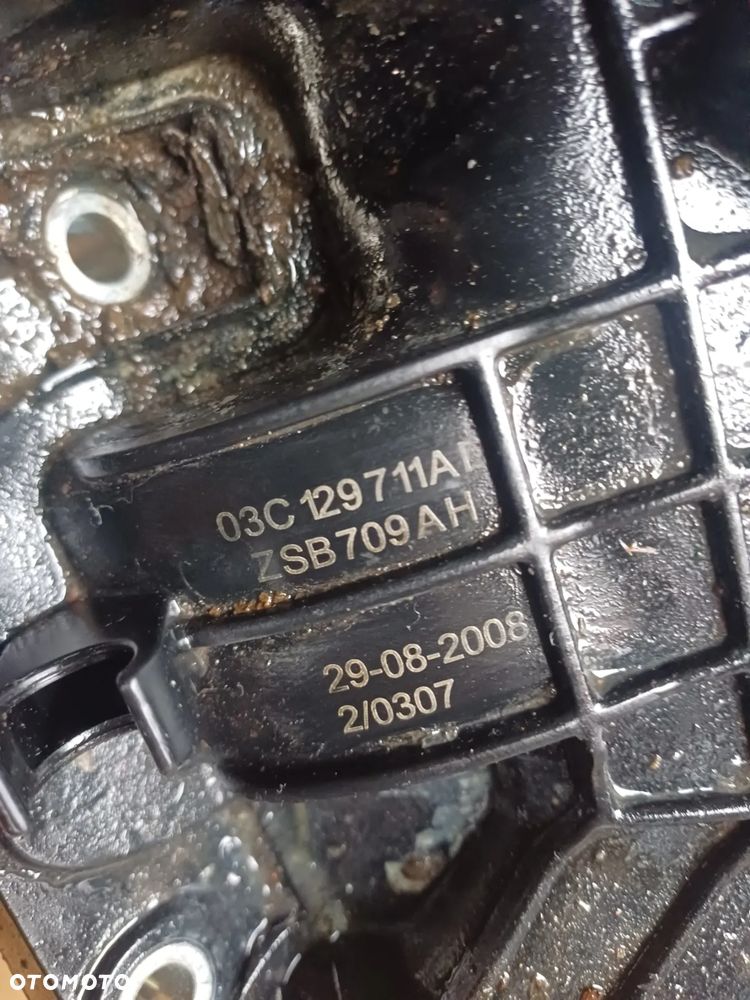 03C 129 711 A
ZSB 709 AH
29-08-2008
2/0307
OTOMOTO